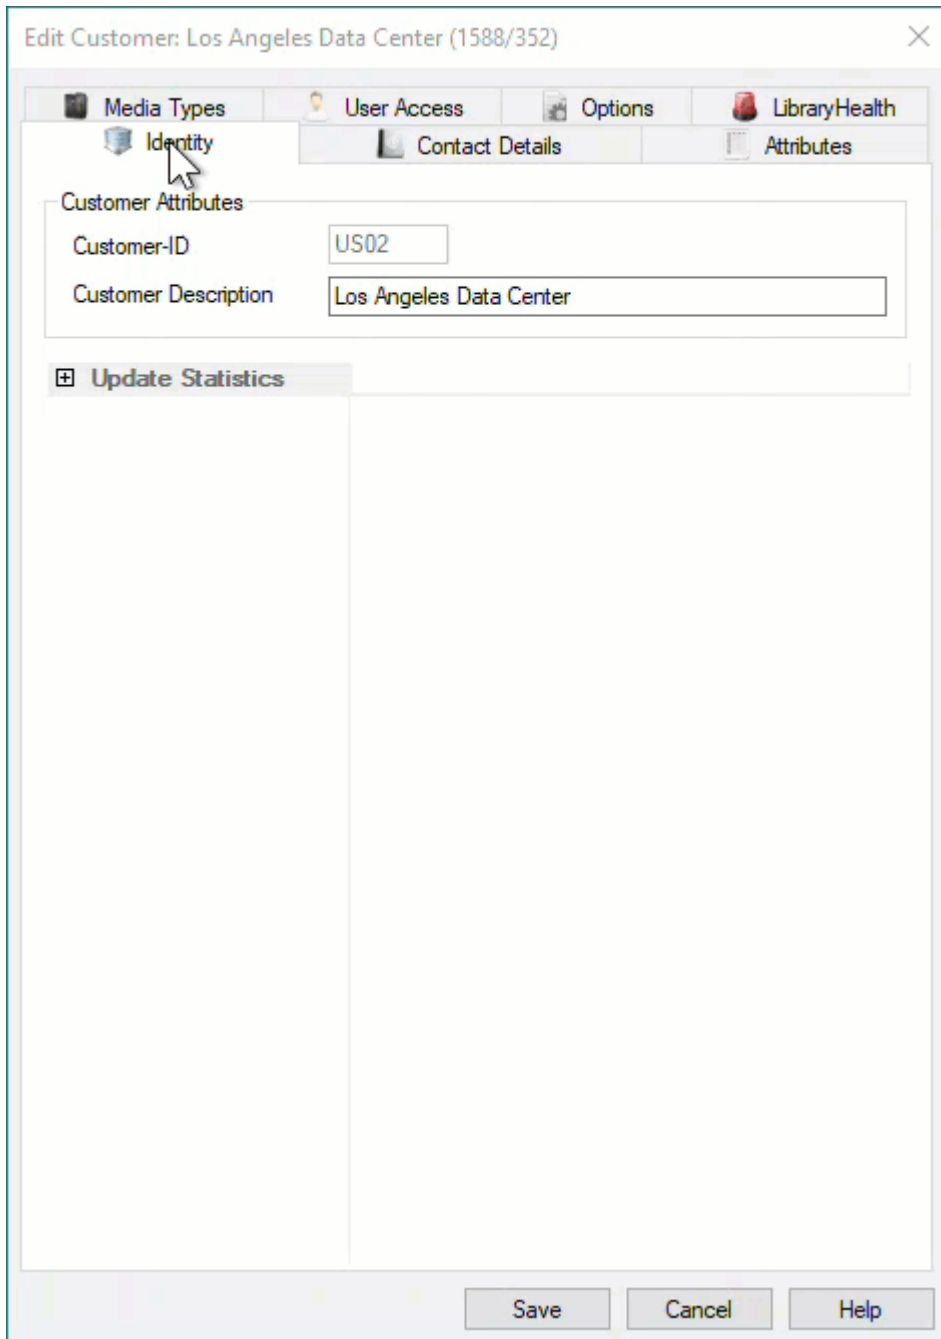 Edit Customer: Los Angeles Data Center (1588/352)
Media Types User Access Options LibraryHealth
Identity Contact Details Attributes
Customer Attributes
Customer-ID US02
Customer Description Los Angeles Data Center
Update Statistics
Save Cancel Help